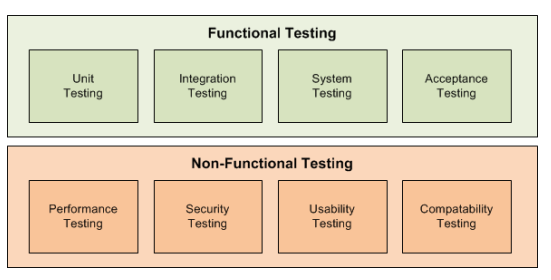 Functional Testing
Unit
Testing
Integration
Testing
System
Testing
Acceptance
Testing
Non-Functional Testing
Performance
Testing
Security
Testing
Usability
Testing
Compatability
Testing